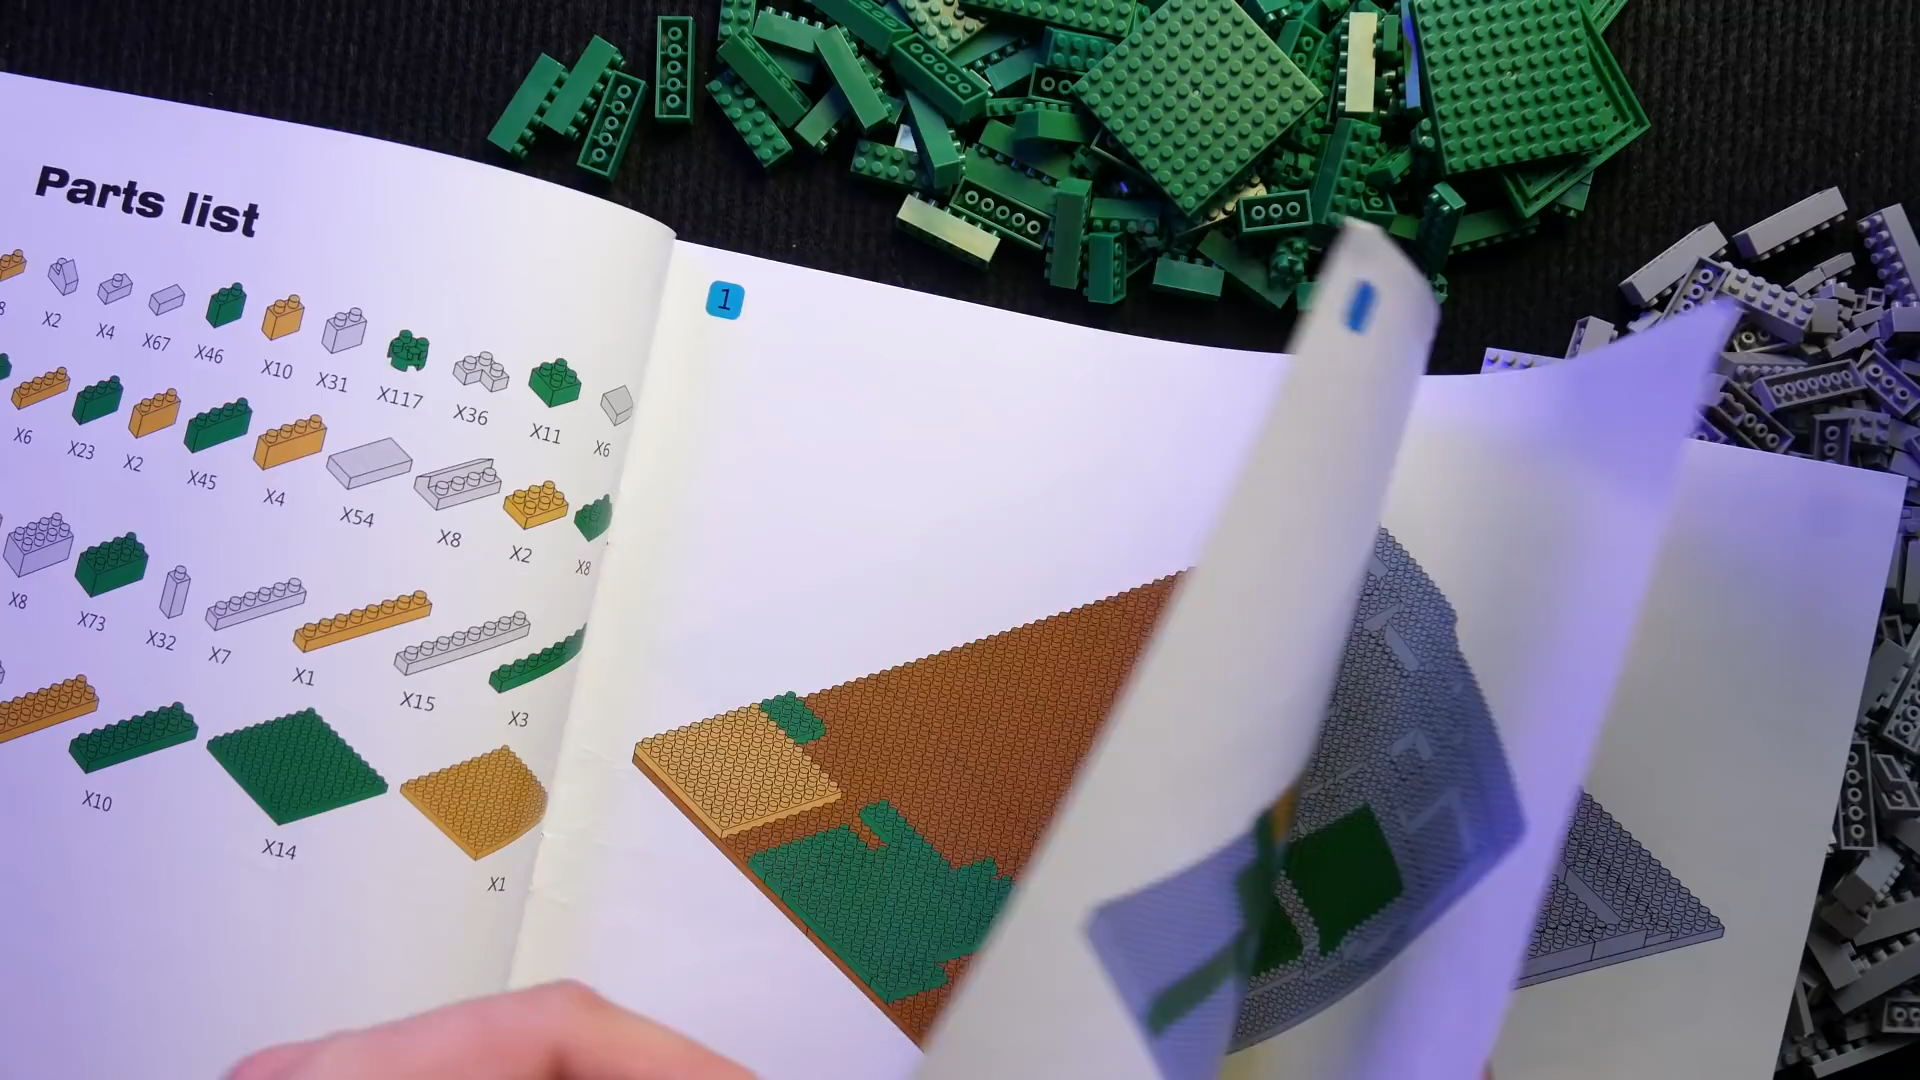 Parts list
1
X2 X4 X67 X46 X10 X31 X117 X36 X11 X6
X6 X23 X2 X45 X4 X54 X8 X2 X8
X8 X73 X32 X7 X1 X15 X3
X10 X14 X1